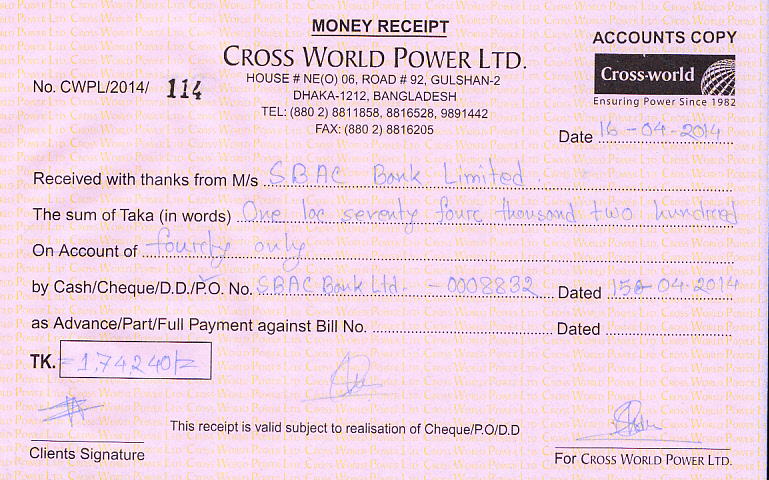 MONEY RECEIPT
ACCOUNTS COPY
CROSS WORLD POWER LTD.
Cross-world
Ensuring Power Since 1982
No. CWPL/2014/ 114
HOUSE # NE(O) 06, ROAD # 92, GULSHAN-2
DHAKA-1212, BANGLADESH
TEL: (880 2) 8811858, 8816528, 9891442
FAX: (880 2) 8816205
Date 16-04-2014
Received with thanks from M/s SBAC Bank Limited.
The sum of Taka (in words) One lac seventy four thousand two hundred
On Account of fourty only
by Cash/Cheque/D.D./P.O. No. SBAC Bank Ltd. - 0008832 Dated 15-04-2014
as Advance/Part/Full Payment against Bill No. Dated
TK. =1,74,240/=
This receipt is valid subject to realisation of Cheque/P.O/D.D
Clients Signature
For CROSS WORLD POWER LTD.